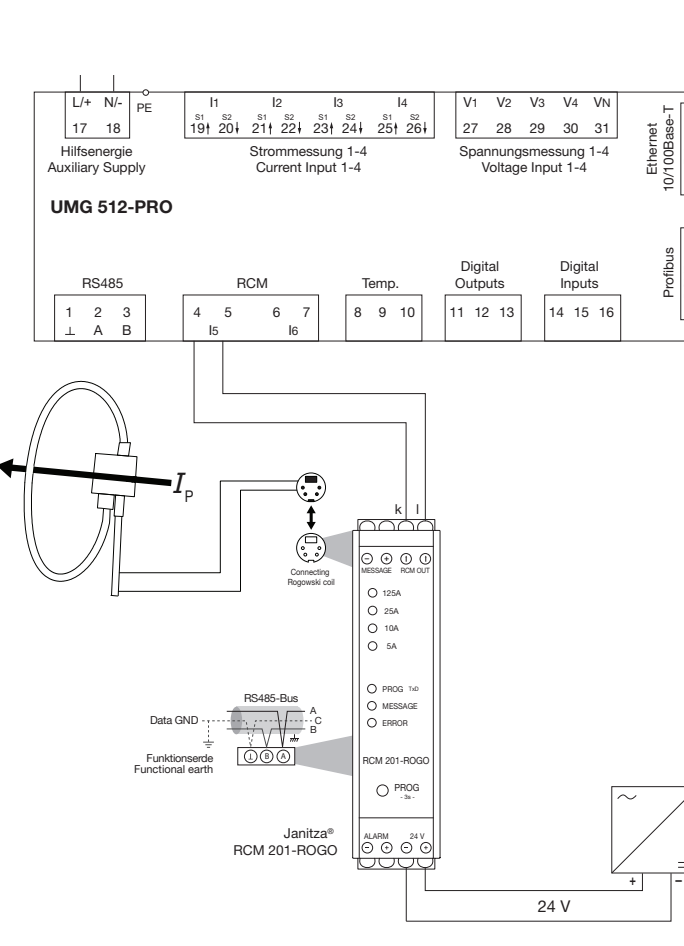 L/+ N/- PE
17 18
Hilfsenergie
Auxiliary Supply
I1 I2 I3 I4
S1 S2 S1 S2 S1 S2 S1 S2
19↑ 20↓ 21↑ 22↓ 23↑ 24↓ 25↑ 26↓
Strommessung 1-4
Current Input 1-4
V1 V2 V3 V4 VN
27 28 29 30 31
Spannungsmessung 1-4
Voltage Input 1-4
Ethernet
10/100Base-T
UMG 512-PRO
Profibus
RS485
1 2 3
⊥ A B
RCM
4 5 6 7
I5 I6
Temp.
8 9 10
Digital
Outputs
11 12 13
Digital
Inputs
14 15 16
IP
k l
Connecting
Rogowski coil
MESSAGE RCM OUT
125A
25A
10A
5A
PROG TxD
MESSAGE
ERROR
RCM 201-ROGO
PROG
- 3s -
RS485-Bus
A
C
B
Data GND
Funktionserde
Functional earth
⊥ B A
Janitza®
RCM 201-ROGO
ALARM 24 V
- + - +
+ -
24 V